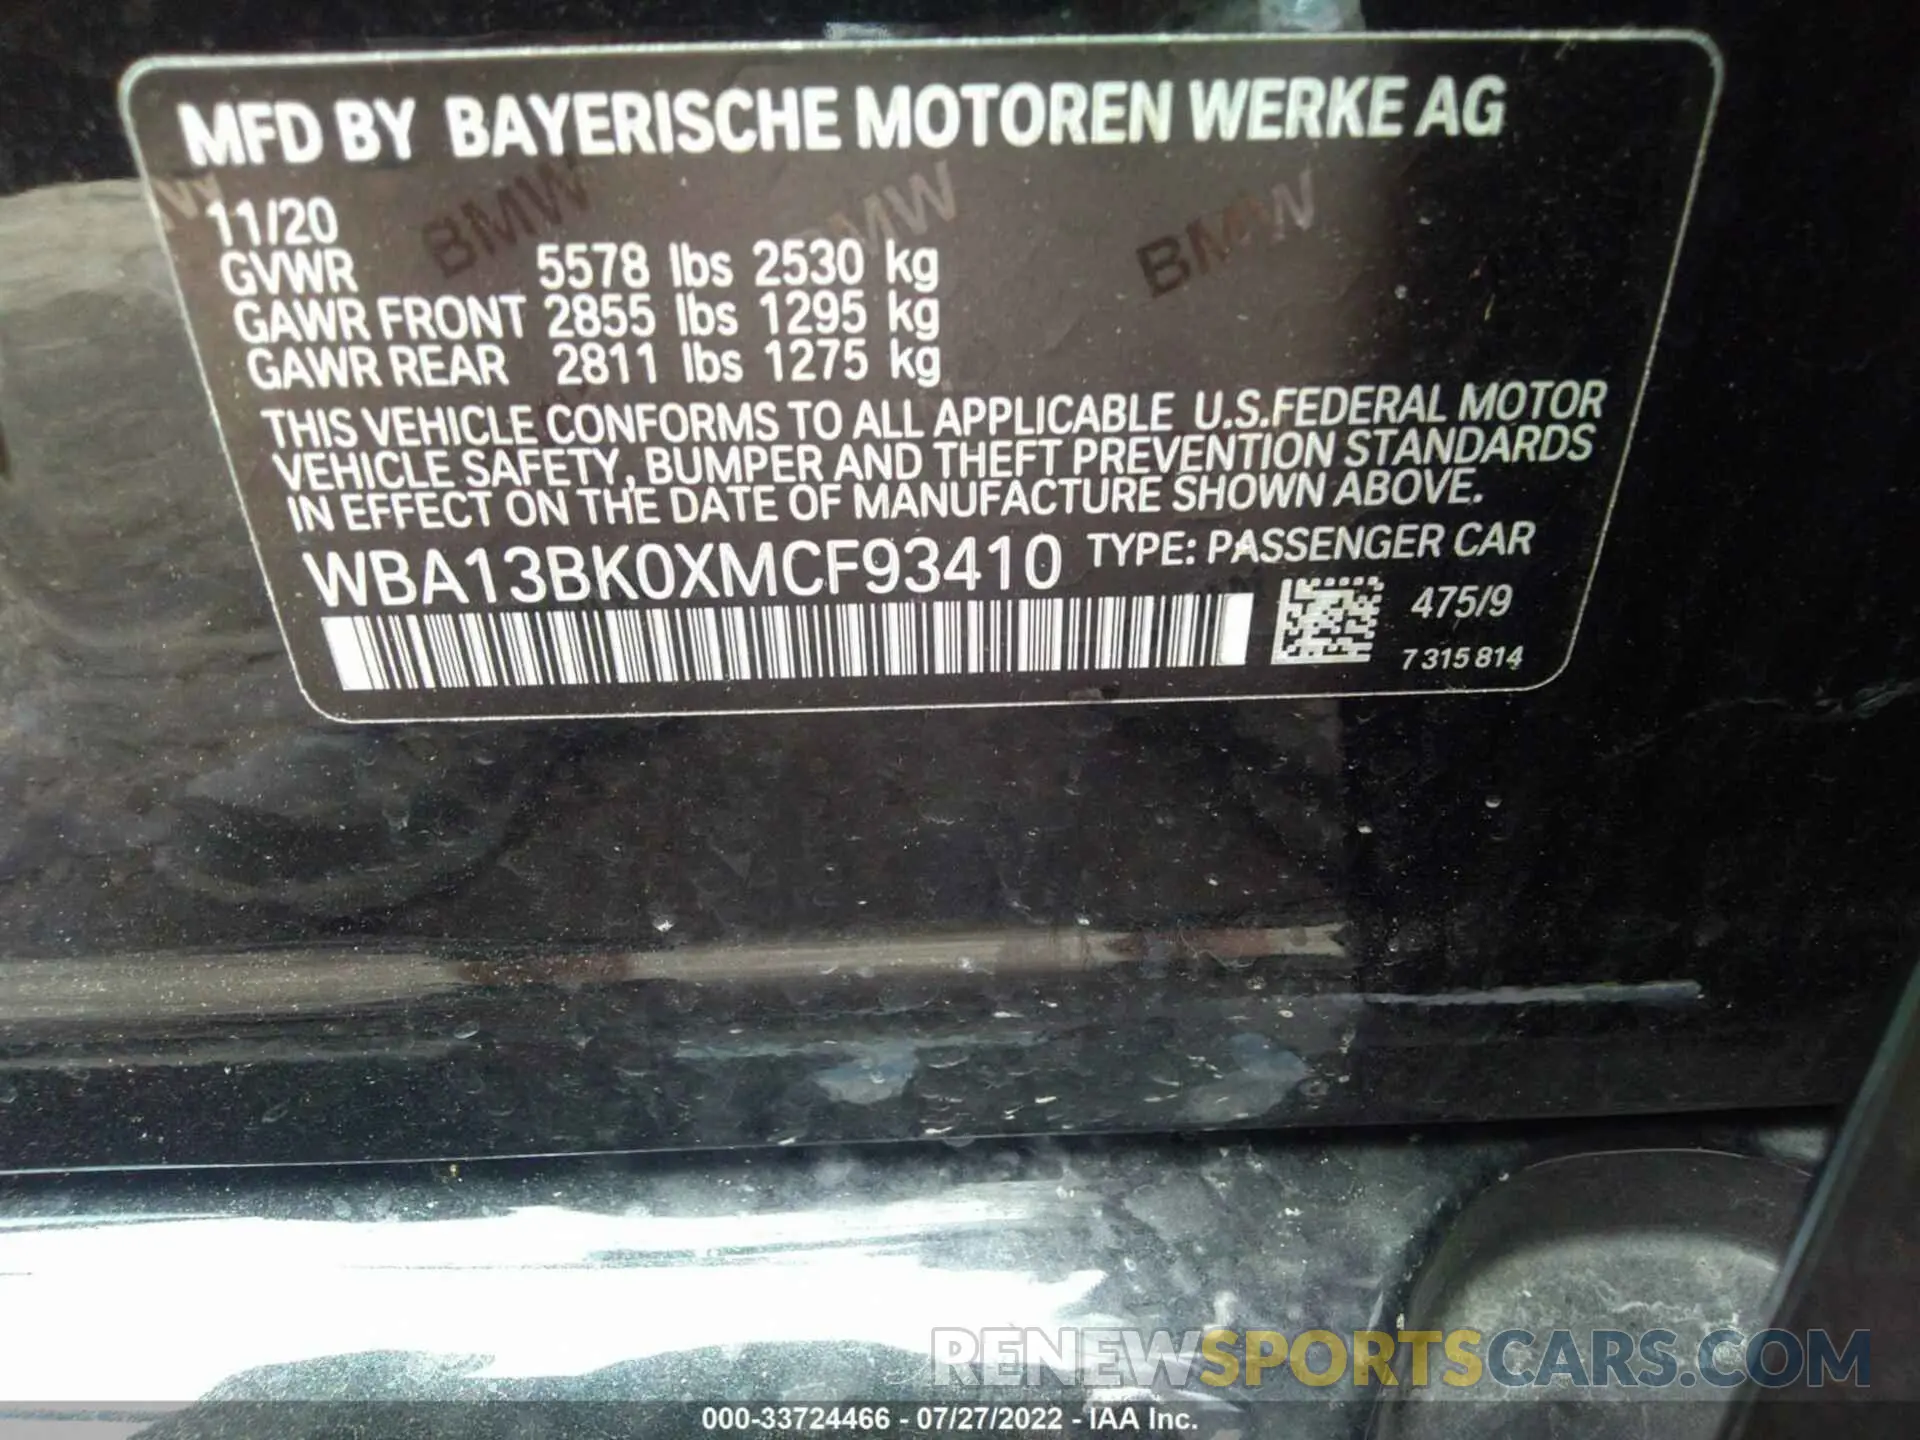 MFD BY BAYERISCHE MOTOREN WERKE AG
11/20
GVWR 5578 lbs 2530 kg
GAWR FRONT 2855 lbs 1295 kg
GAWR REAR 2811 lbs 1275 kg
THIS VEHICLE CONFORMS TO ALL APPLICABLE U.S.FEDERAL MOTOR
VEHICLE SAFETY, BUMPER AND THEFT PREVENTION STANDARDS
IN EFFECT ON THE DATE OF MANUFACTURE SHOWN ABOVE.
WBA13BK0XMCF93410 TYPE: PASSENGER CAR
475/9
7 315 814
BMW BMW BMW
RENEWSPORTSCARS.COM
000-33724466 - 07/27/2022 - IAA Inc.